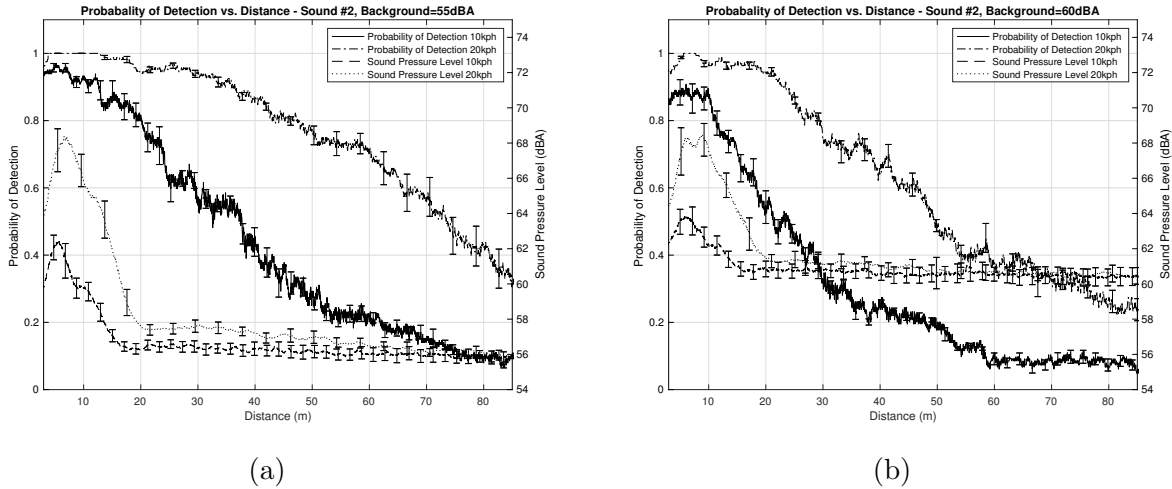 Probabality of Detection vs. Distance - Sound #2, Background=55dBA
Probability of Detection 10kph
Probability of Detection 20kph
Sound Pressure Level 10kph
Sound Pressure Level 20kph
1
0.8
0.6
0.4
0.2
0
Probability of Detection
74
72
70
68
66
64
62
60
58
56
54
Sound Pressure Level (dBA)
10 20 30 40 50 60 70 80
Distance (m)
(a)
Probabality of Detection vs. Distance - Sound #2, Background=60dBA
Probability of Detection 10kph
Probability of Detection 20kph
Sound Pressure Level 10kph
Sound Pressure Level 20kph
1
0.8
0.6
0.4
0.2
0
Probability of Detection
74
72
70
68
66
64
62
60
58
56
54
Sound Pressure Level (dBA)
10 20 30 40 50 60 70 80
Distance (m)
(b)